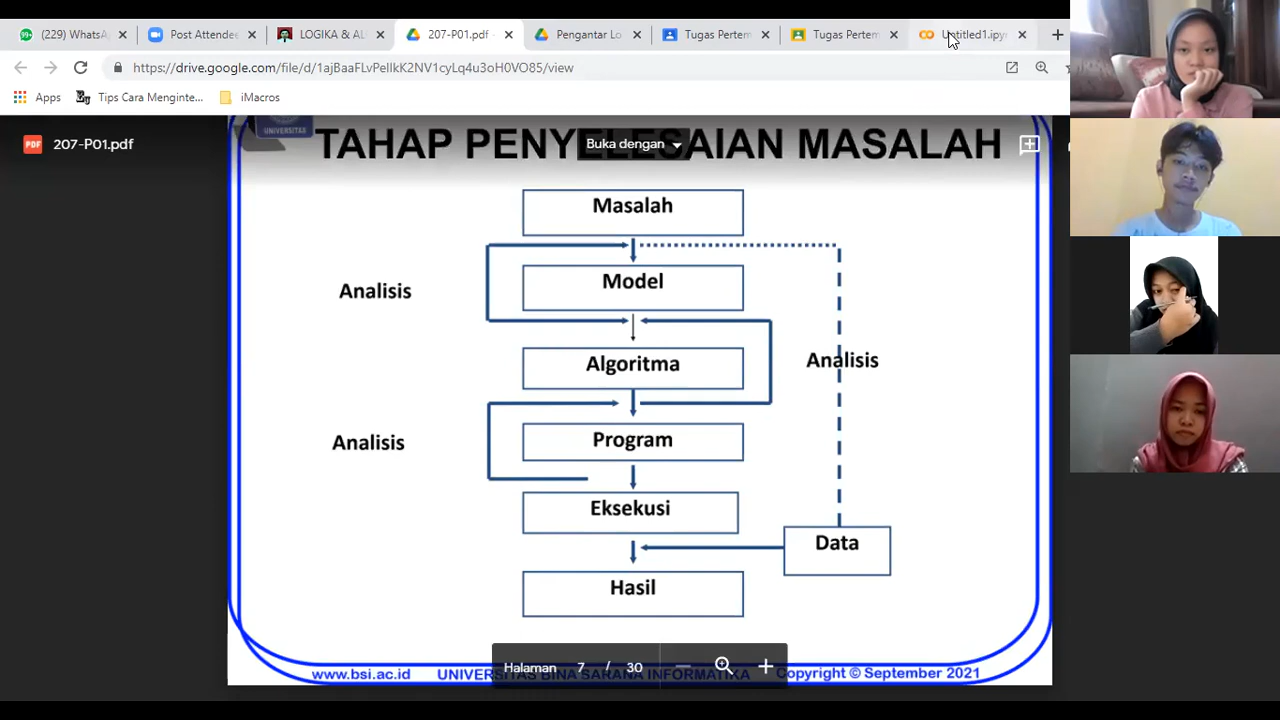 (229) WhatsA
Post Attendee
LOGIKA & AL
207-P01.pdf -
Pengantar Lo
Tugas Pertem
Tugas Pertem
Untitled1.ipy
https://drive.google.com/file/d/1ajBaaFLvPelIkK2NV1cyLq4u3oH0VO85/view
Apps
Tips Cara Menginte...
iMacros
PDF
207-P01.pdf
UNIVERSITAS
TAHAP PENYELESAIAN MASALAH
Buka dengan
Masalah
Analisis
Model
Algoritma
Analisis
Analisis
Program
Eksekusi
Data
Hasil
Halaman 7 / 30
www.bsi.ac.id UNIVERSITAS BINA SARANA INFORMATIKA Copyright © September 2021